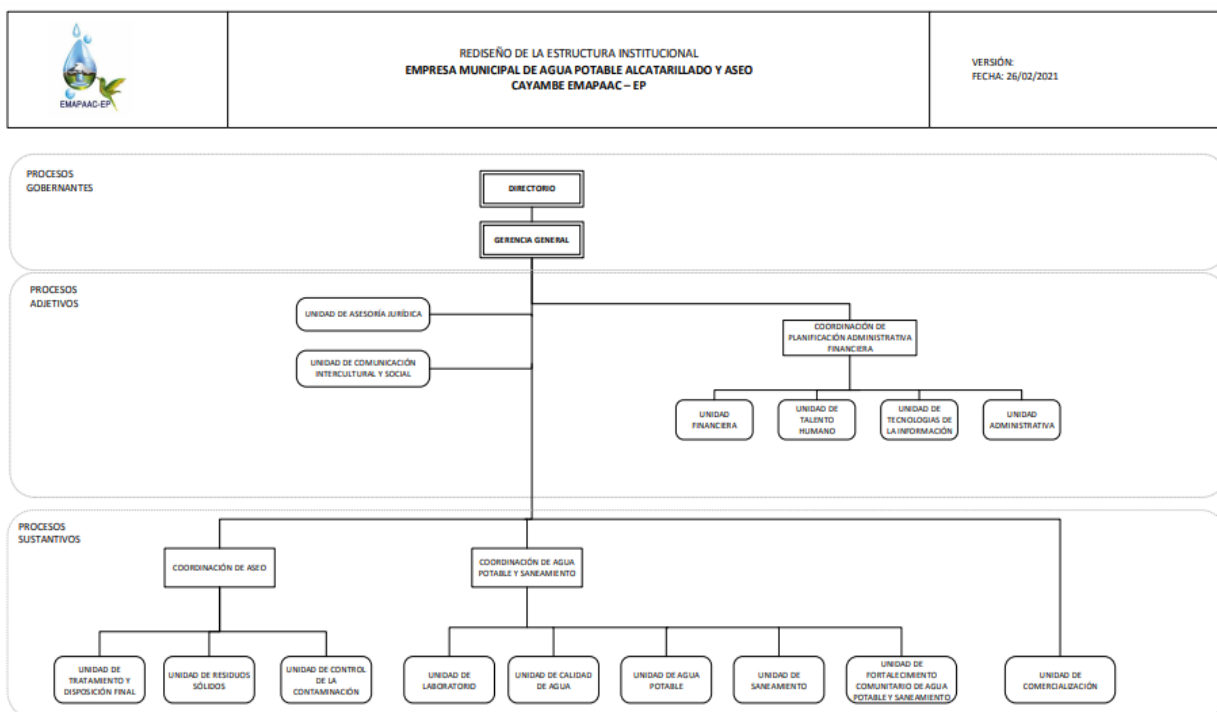 EMAPAAC-EP
REDISEÑO DE LA ESTRUCTURA INSTITUCIONAL
EMPRESA MUNICIPAL DE AGUA POTABLE ALCATARILLADO Y ASEO
CAYAMBE EMAPAAC – EP
VERSIÓN:
FECHA: 26/02/2021
PROCESOS
GOBERNANTES
DIRECTORIO
GERENCIA GENERAL
PROCESOS
ADJETIVOS
UNIDAD DE ASESORÍA JURÍDICA
UNIDAD DE COMUNICACIÓN
INTERCULTURAL Y SOCIAL
COORDINACIÓN DE
PLANIFICACIÓN ADMINISTRATIVA
FINANCIERA
UNIDAD
FINANCIERA
UNIDAD DE
TALENTO
HUMANO
UNIDAD DE
TECNOLOGIAS DE
LA INFORMACIÓN
UNIDAD
ADMINISTRATIVA
PROCESOS
SUSTANTIVOS
COORDINACIÓN DE ASEO
COORDINACIÓN DE AGUA
POTABLE Y SANEAMIENTO
UNIDAD DE
TRATAMIENTO Y
DISPOSICIÓN FINAL
UNIDAD DE RESIDUOS
SÓLIDOS
UNIDAD DE CONTROL
DE LA
CONTAMINACIÓN
UNIDAD DE
LABORATORIO
UNIDAD DE CALIDAD
DE AGUA
UNIDAD DE AGUA
POTABLE
UNIDAD DE
SANEAMIENTO
UNIDAD DE
FORTALECIMIENTO
COMUNITARIO DE AGUA
POTABLE Y SANEAMIENTO
UNIDAD DE
COMERCIALIZACIÓN